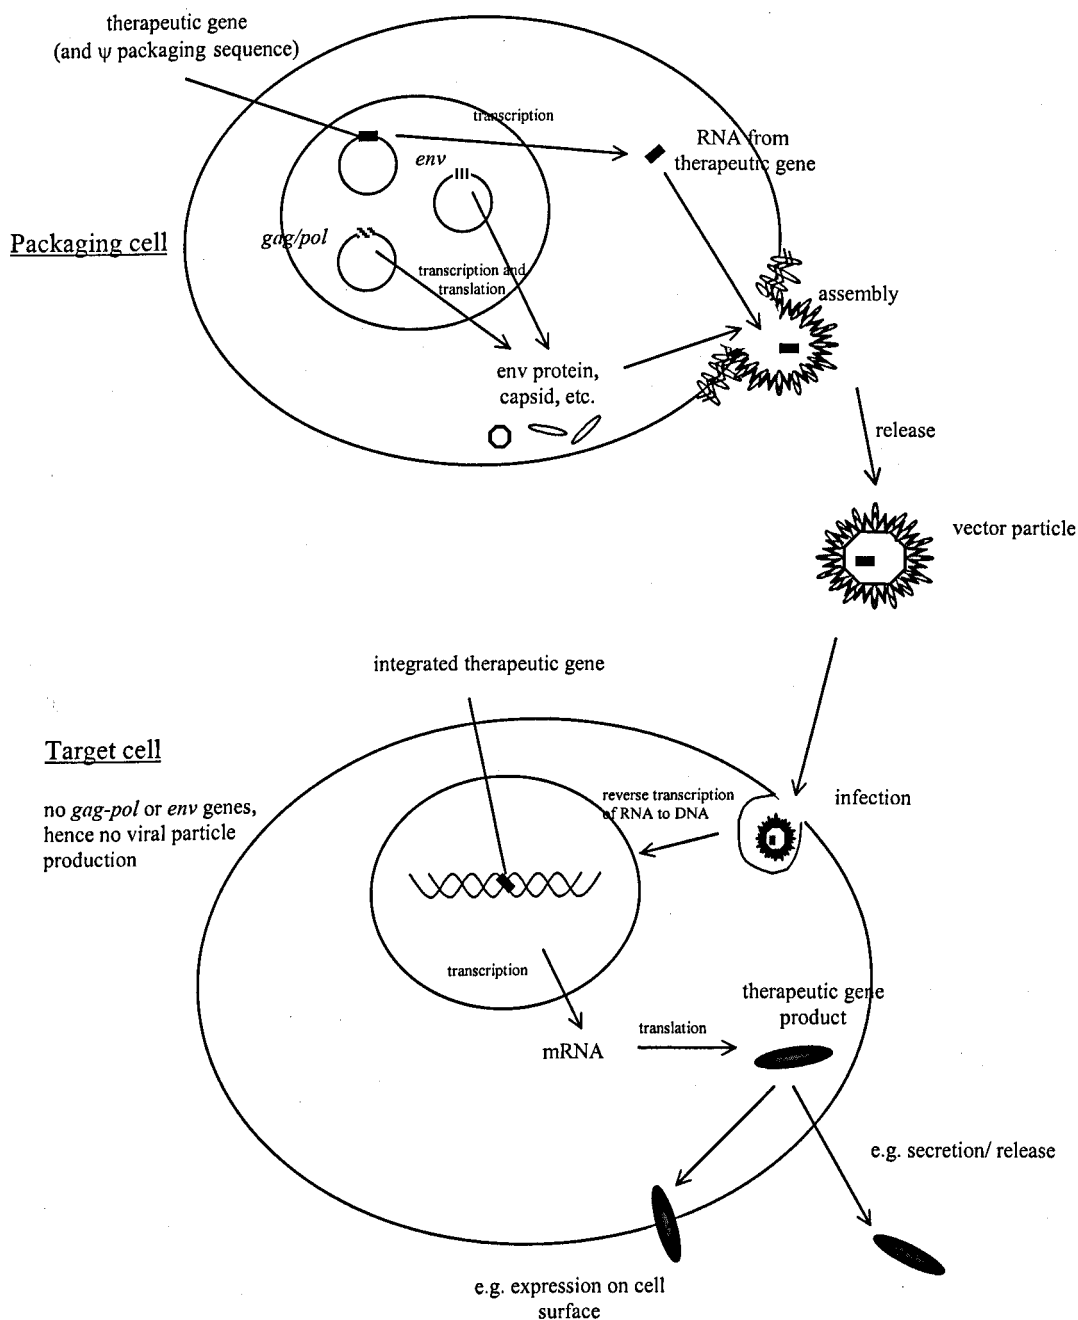 therapeutic gene
(and ψ packaging sequence)
transcription
RNA from
therapeutic gene
env
Packaging cell
gag/pol
transcription and
translation
assembly
env protein,
capsid, etc.
release
vector particle
integrated therapeutic gene
Target cell
no gag-pol or env genes,
hence no viral particle
production
reverse transcription
of RNA to DNA
infection
transcription
therapeutic gene
product
translation
mRNA
e.g. secretion/ release
e.g. expression on cell
surface